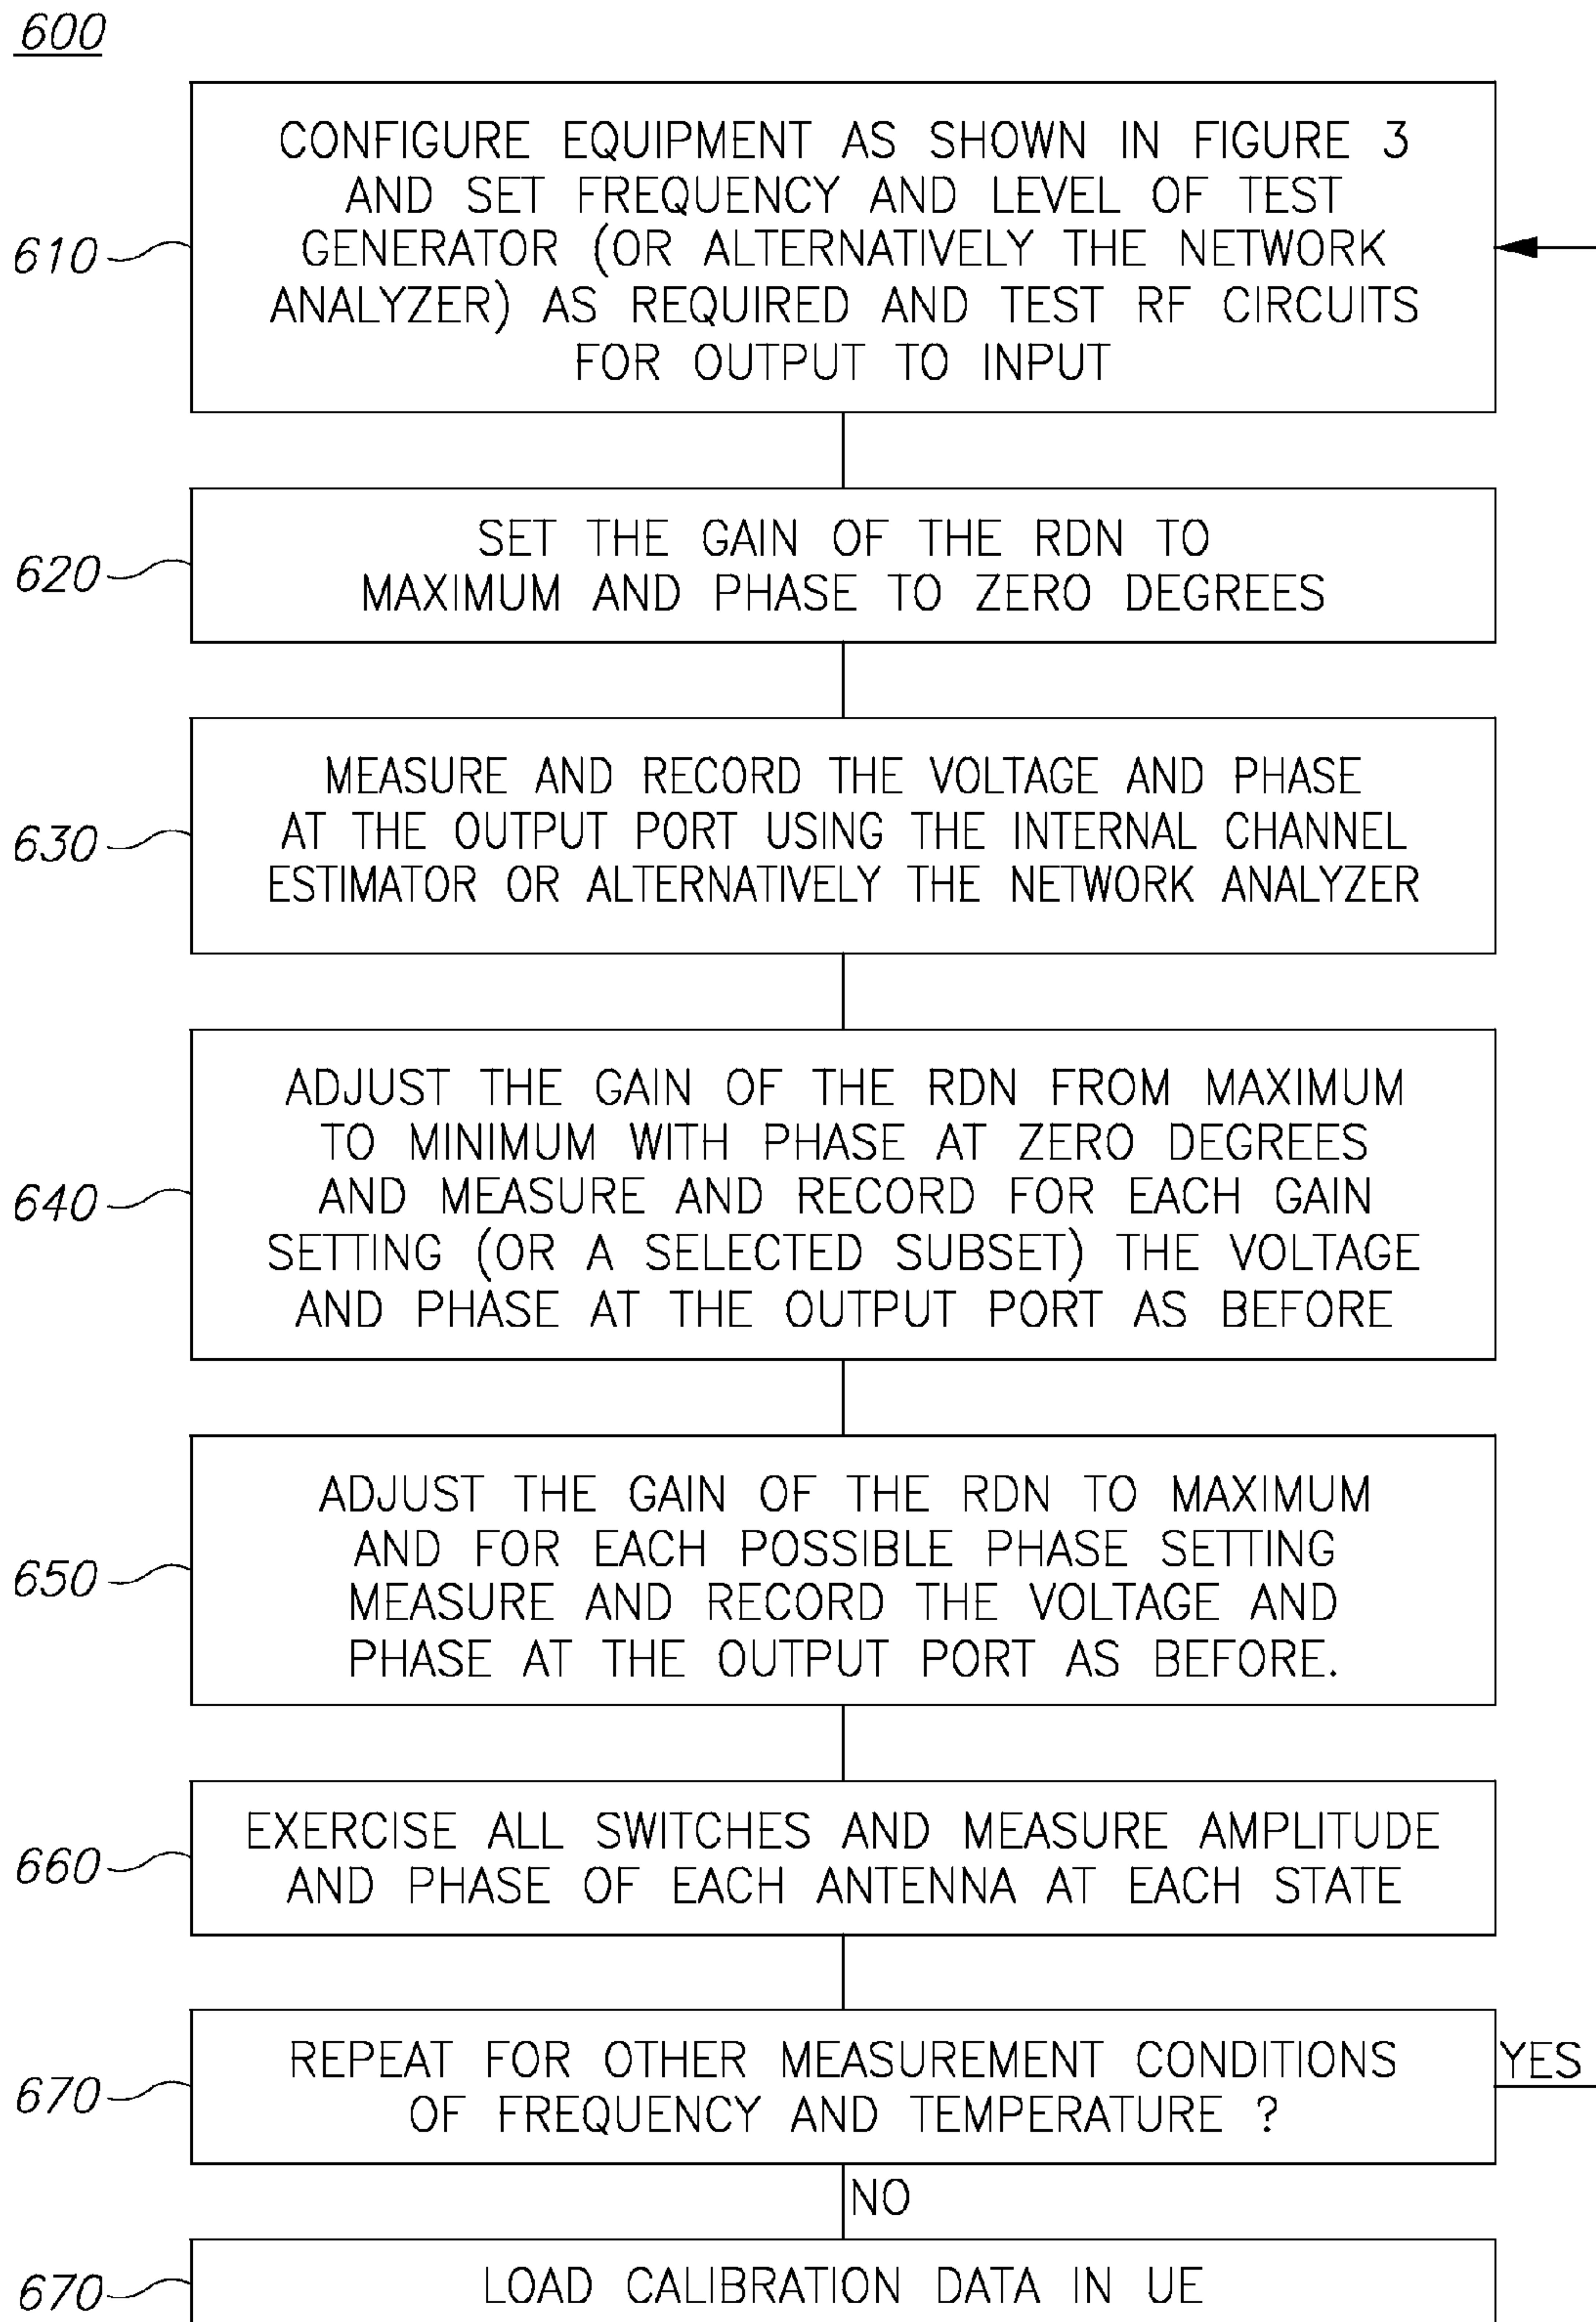 600
610
CONFIGURE EQUIPMENT AS SHOWN IN FIGURE 3
AND SET FREQUENCY AND LEVEL OF TEST
GENERATOR (OR ALTERNATIVELY THE NETWORK
ANALYZER) AS REQUIRED AND TEST RF CIRCUITS
FOR OUTPUT TO INPUT
620
SET THE GAIN OF THE RDN TO
MAXIMUM AND PHASE TO ZERO DEGREES
630
MEASURE AND RECORD THE VOLTAGE AND PHASE
AT THE OUTPUT PORT USING THE INTERNAL CHANNEL
ESTIMATOR OR ALTERNATIVELY THE NETWORK ANALYZER
640
ADJUST THE GAIN OF THE RDN FROM MAXIMUM
TO MINIMUM WITH PHASE AT ZERO DEGREES
AND MEASURE AND RECORD FOR EACH GAIN
SETTING (OR A SELECTED SUBSET) THE VOLTAGE
AND PHASE AT THE OUTPUT PORT AS BEFORE
650
ADJUST THE GAIN OF THE RDN TO MAXIMUM
AND FOR EACH POSSIBLE PHASE SETTING
MEASURE AND RECORD THE VOLTAGE AND
PHASE AT THE OUTPUT PORT AS BEFORE.
660
EXERCISE ALL SWITCHES AND MEASURE AMPLITUDE
AND PHASE OF EACH ANTENNA AT EACH STATE
670
REPEAT FOR OTHER MEASUREMENT CONDITIONS
OF FREQUENCY AND TEMPERATURE ?
YES
NO
670
LOAD CALIBRATION DATA IN UE